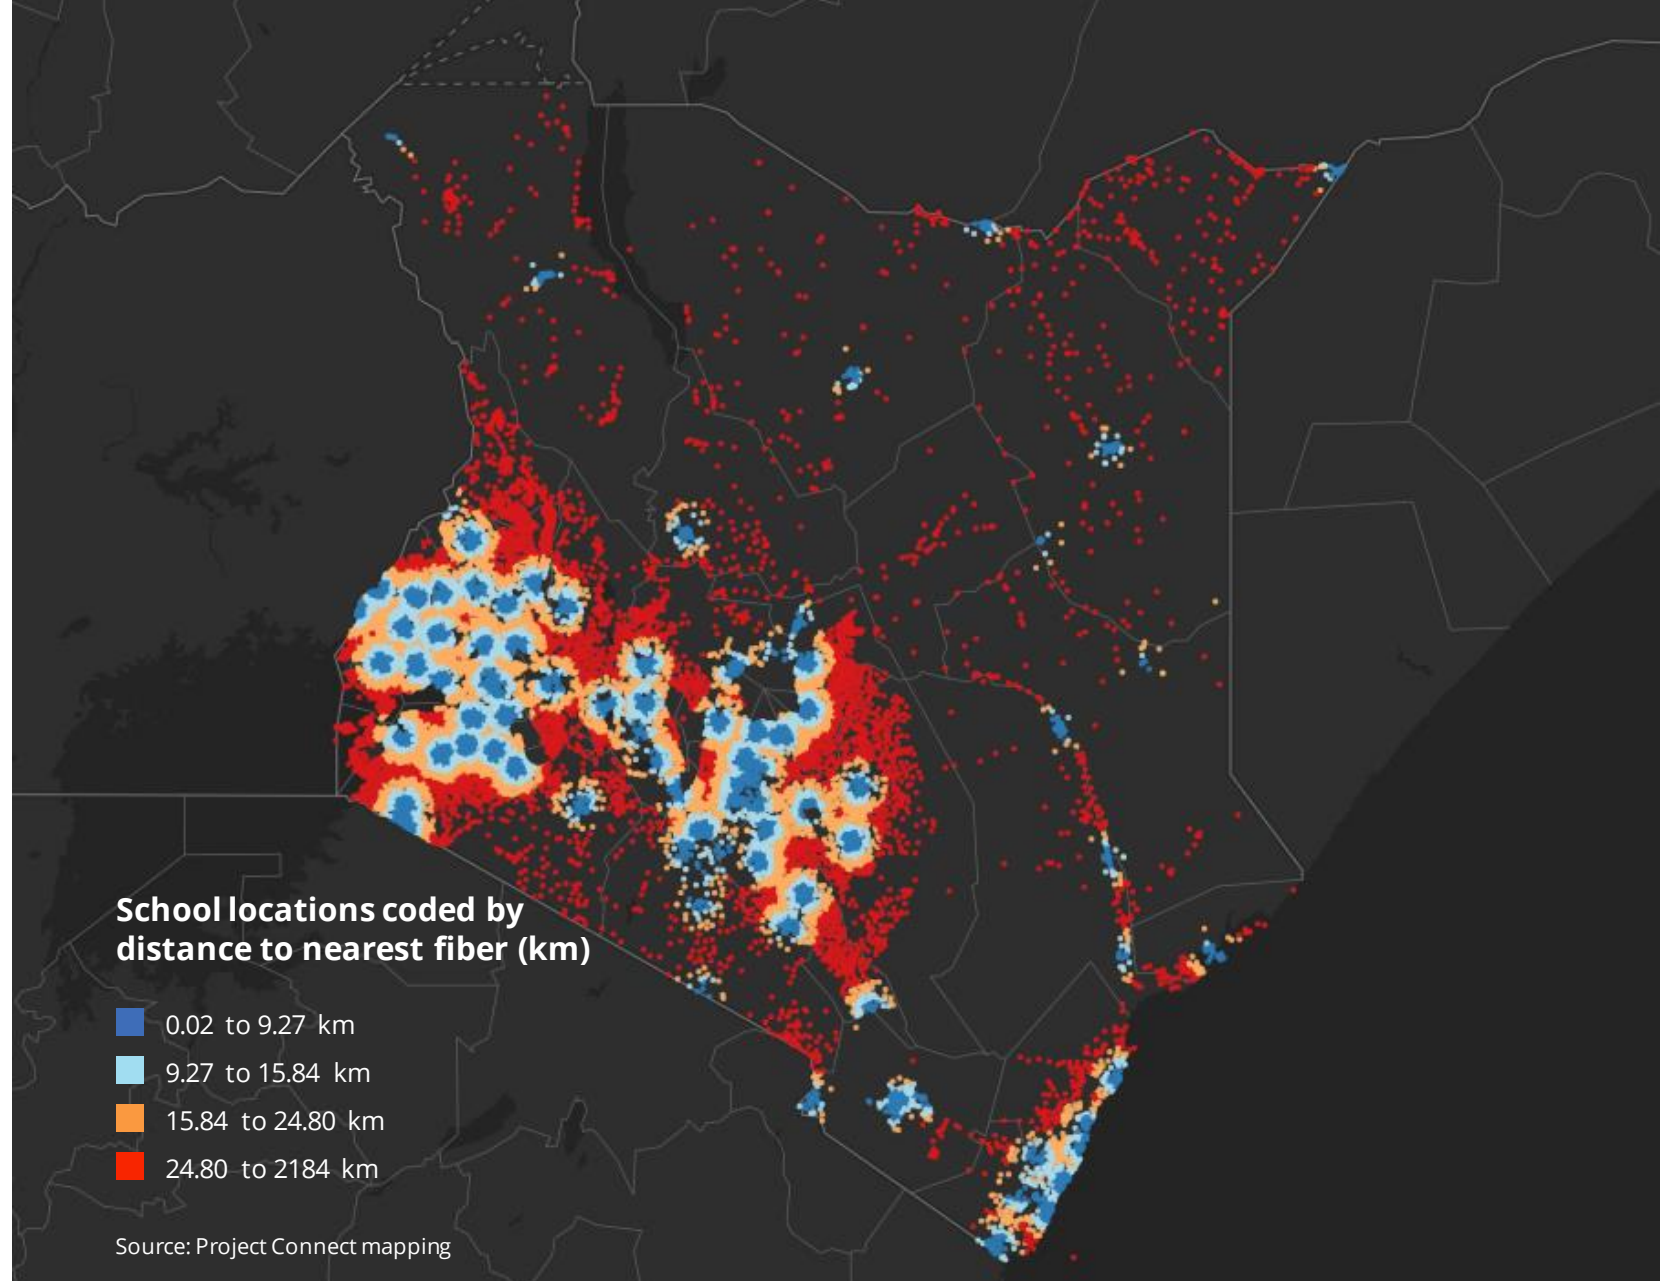 School locations coded by
distance to nearest fiber (km)
0.02 to 9.27 km
9.27 to 15.84 km
15.84 to 24.80 km
24.80 to 2184 km
Source: Project Connect mapping